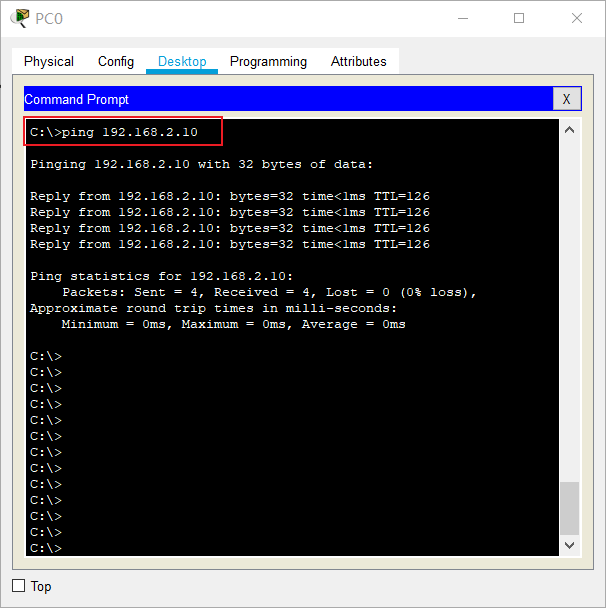 PC0
Physical Config Desktop Programming Attributes
Command Prompt X
C:\>ping 192.168.2.10
Pinging 192.168.2.10 with 32 bytes of data:
Reply from 192.168.2.10: bytes=32 time<1ms TTL=126
Reply from 192.168.2.10: bytes=32 time<1ms TTL=126
Reply from 192.168.2.10: bytes=32 time<1ms TTL=126
Reply from 192.168.2.10: bytes=32 time<1ms TTL=126
Ping statistics for 192.168.2.10:
    Packets: Sent = 4, Received = 4, Lost = 0 (0% loss),
Approximate round trip times in milli-seconds:
    Minimum = 0ms, Maximum = 0ms, Average = 0ms
C:\>
C:\>
C:\>
C:\>
C:\>
C:\>
C:\>
C:\>
C:\>
C:\>
C:\>
C:\>
C:\>
Top